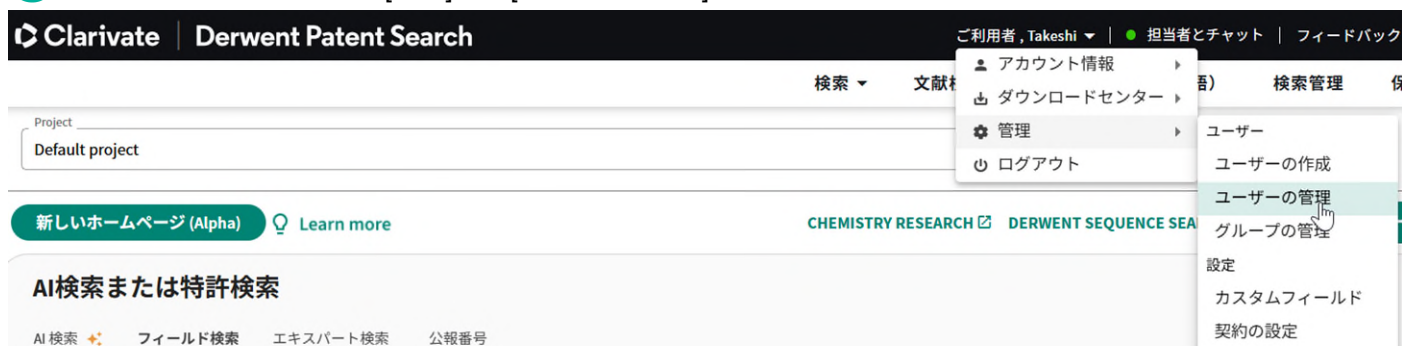 Clarivate | Derwent Patent Search
ご利用者 , Takeshi ▼ | ● 担当者とチャット | フィードバック
アカウント情報
検索 ▼
検索管理
ダウンロードセンター
Project
Default project
管理
ログアウト
ユーザー
ユーザーの作成
ユーザーの管理
グループの管理
設定
カスタムフィールド
契約の設定
新しいホームページ (Alpha)
Learn more
CHEMISTRY RESEARCH
DERWENT SEQUENCE
AI検索または特許検索
AI 検索
フィールド検索
エキスパート検索
公報番号